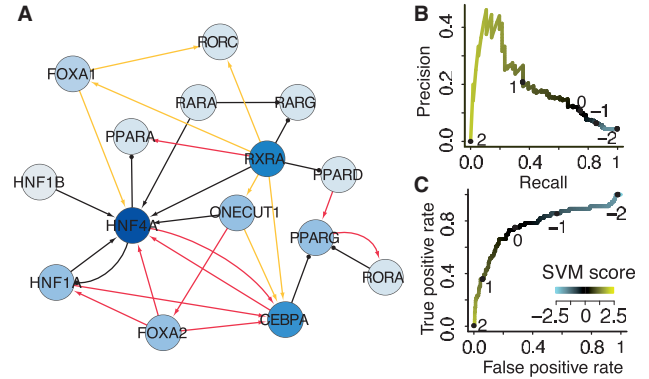 A
RORC
FOXA1
RARA
RARG
PPARA
RXRA
HNF1B
PPARD
ONECUT1
HNF4A
PPARG
HNF1A
RORA
FOXA2
CEBPA
B
Precision
0.4
0.2
0.0
2
1
0
−1
−2
0
0.4
0.8
1
Recall
C
True positive rate
0.8
0.4
0.0
2
1
0
−1
−2
SVM score
−2.5
0
2.5
0
0.4
0.8
1
False positive rate